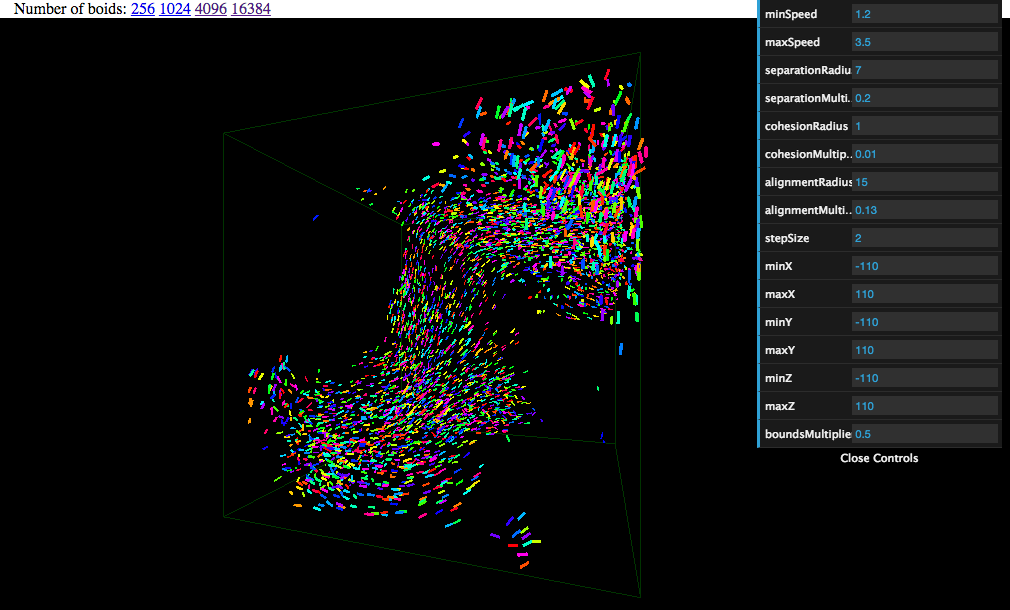 Number of boids: 256 1024 4096 16384
minSpeed 1.2
maxSpeed 3.5
separationRadiu 7
separationMulti.. 0.2
cohesionRadius 1
cohesionMultip.. 0.01
alignmentRadius 15
alignmentMulti.. 0.13
stepSize 2
minX -110
maxX 110
minY -110
maxY 110
minZ -110
maxZ 110
boundsMultiplie 0.5
Close Controls